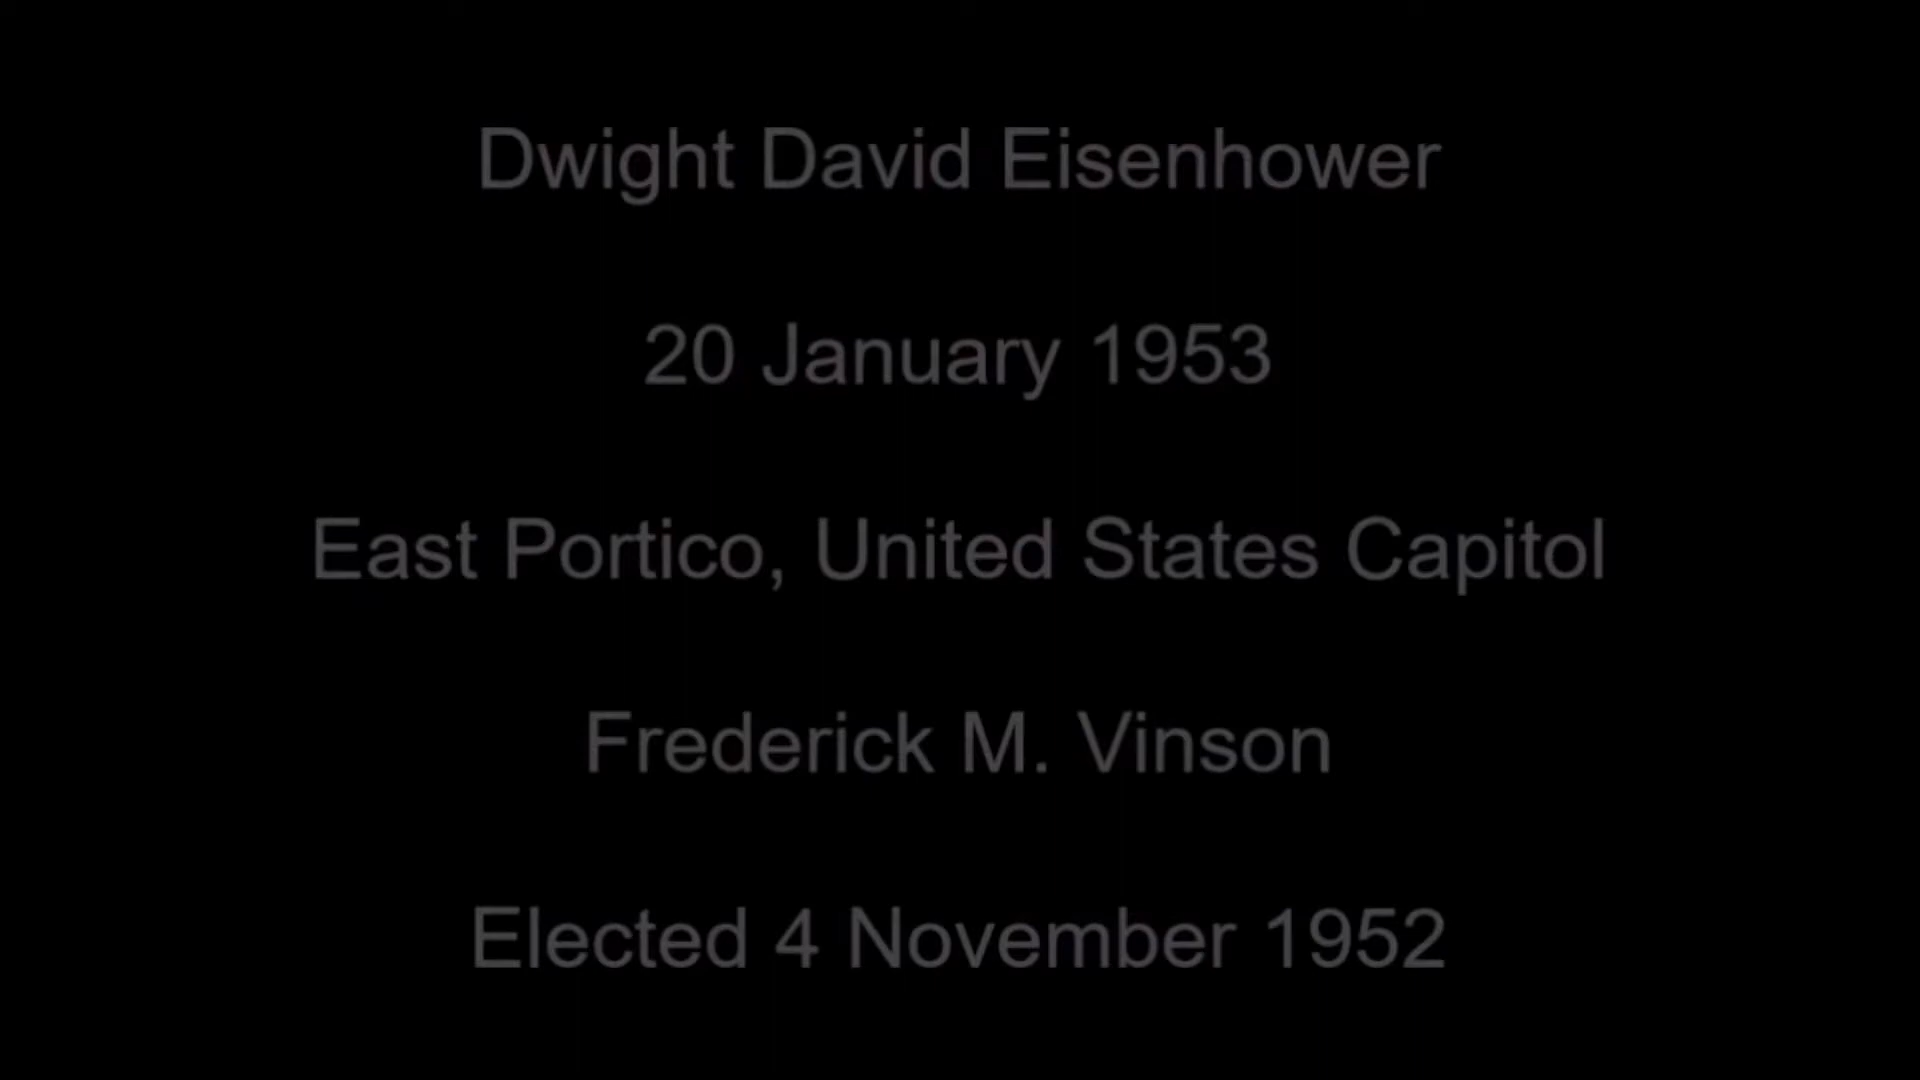 Dwight David Eisenhower
20 January 1953
East Portico, United States Capitol
Frederick M. Vinson
Elected 4 November 1952